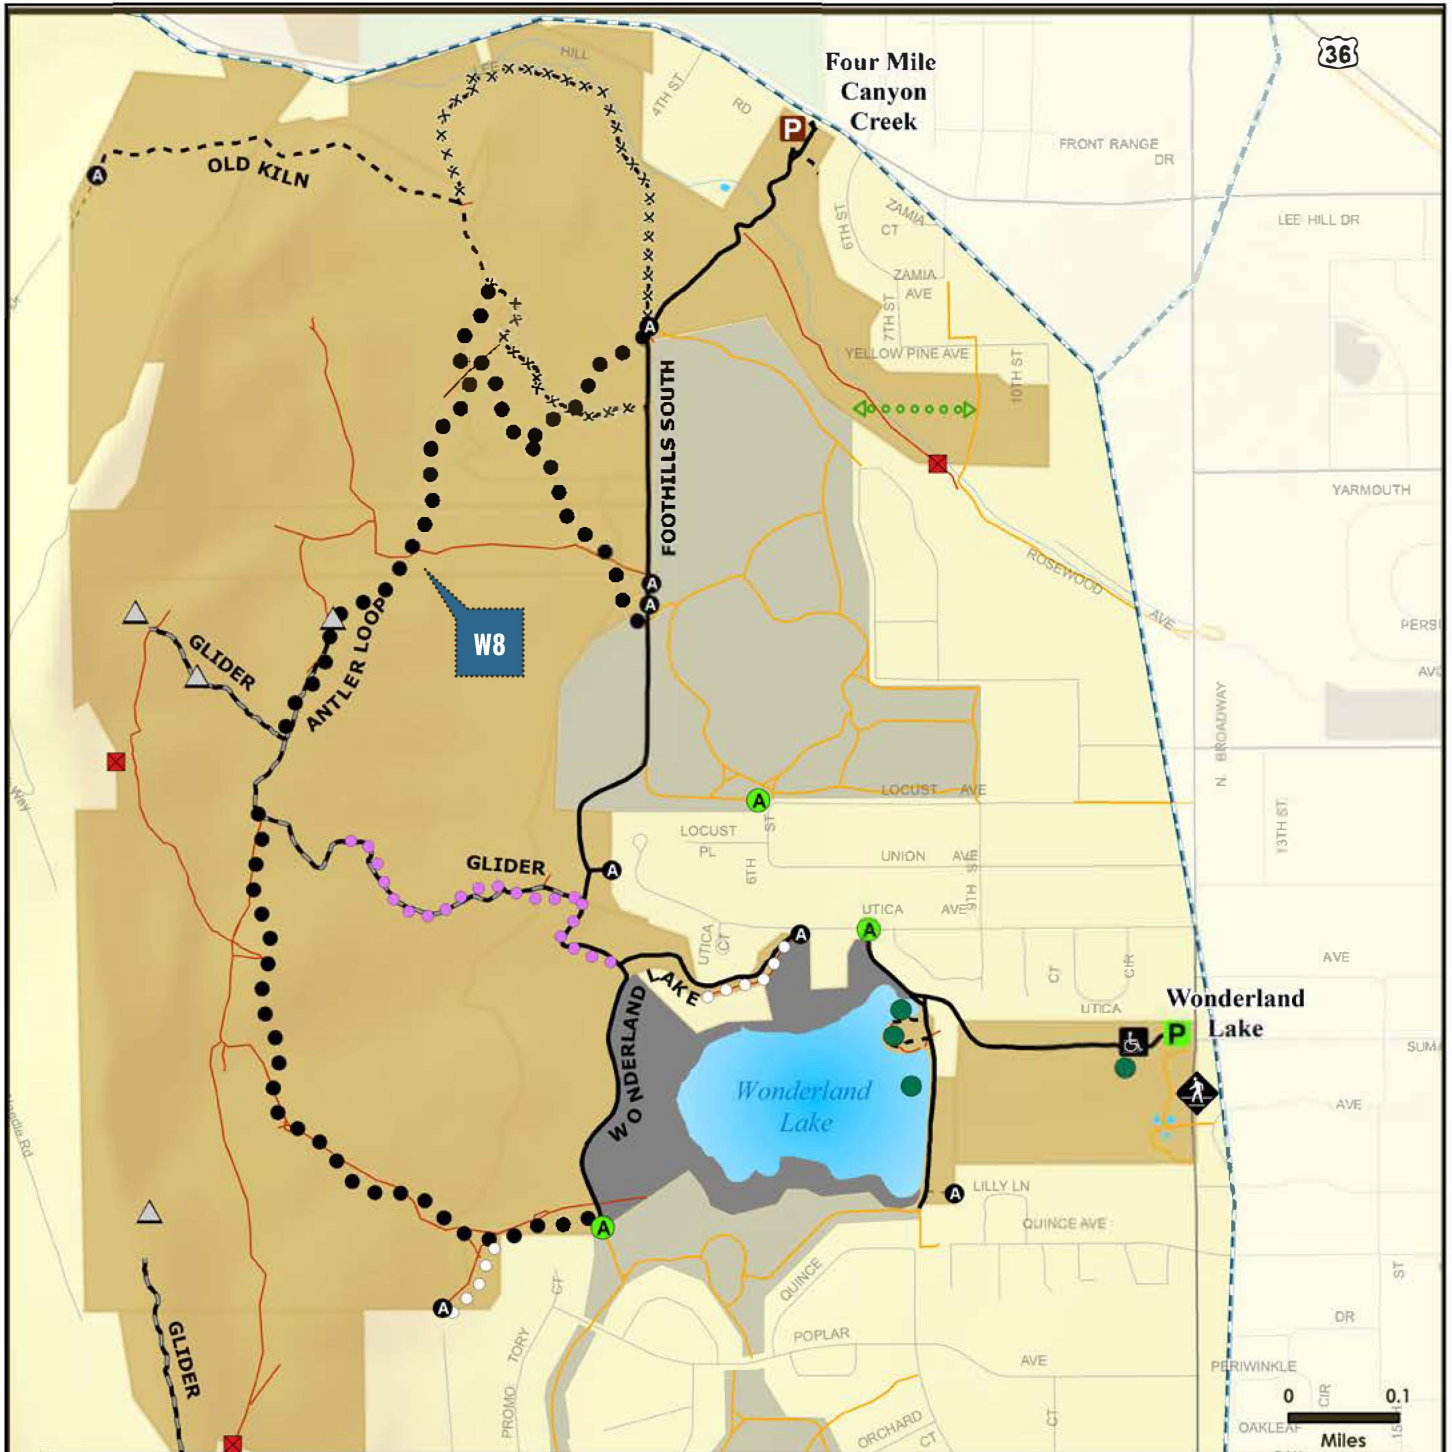 36
Four Mile
Canyon
Creek
P
HILL
4TH ST
RD
FRONT RANGE
DR
LEE HILL DR
A
OLD KILN
6TH ST
ZAMIA
CT
ZAMIA
AVE
7TH ST
YELLOW PINE AVE
10TH ST
A
FOOTHILLS SOUTH
YARMOUTH
ROSEWOOD
AVE
A
A
W8
GLIDER
ANTLER LOOP
N. BROADWAY
13TH ST
LOCUST AVE
A
LOCUST
PL
ST
6TH
UNION AVE
9TH ST
GLIDER
A
UTICA AVE
A
A
UTICA
CT
WONDERLAND
LAKE
CT
CIR
UTICA
AVE
Wonderland
Lake
P
AVE
Wonderland
Lake
A
LILLY LN
QUINCE AVE
A
A
CT
QUINCE
ST
GLIDER
TORY
PROMO
POPLAR
AVE
DR
PERIWINKLE
CIR
CT
ORCHARD
CT
0 0.1
Miles